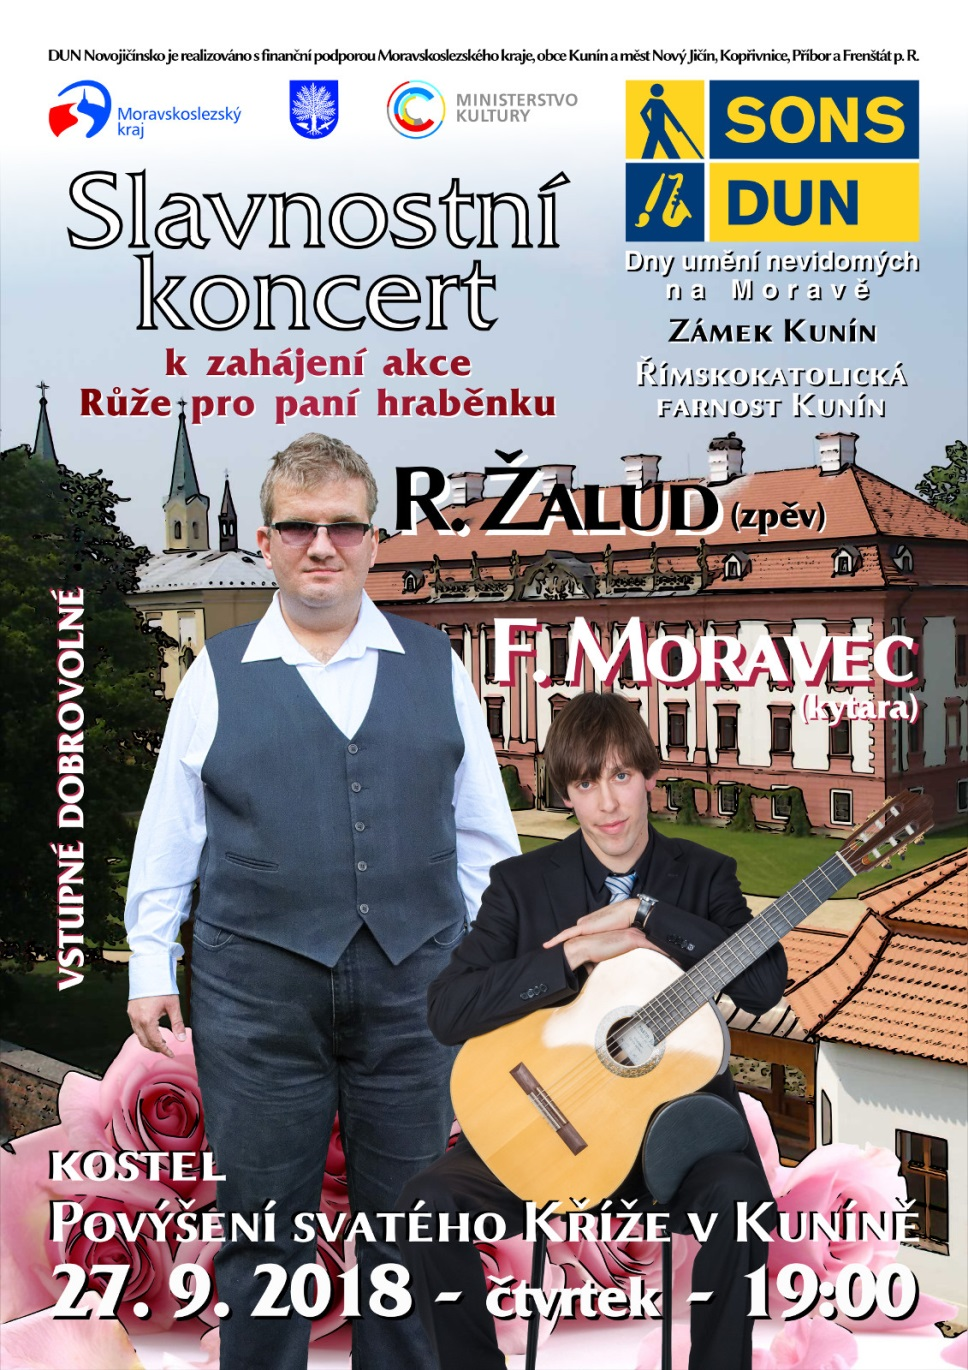 DUN Novojičínsko je realizováno s finanční podporou Moravskoslezského kraje, obce Kunín a měst Nový Jičín, Kopřivnice, Příbor a Frenštát p. R.
Moravskoslezský
kraj
MINISTERSTVO
KULTURY
SONS
DUN
Dny umění nevidomých
na Moravě
Zámek Kunín
Římskokatolická
farnost Kunín
Slavnostní
koncert
k zahájení akce
Růže pro paní hraběnku
R. Žalud (zpěv)
F. Moravec
(kytara)
VSTUPNÉ DOBROVOLNÉ
KOSTEL
Povýšení svatého Kříže v Kuníně
27. 9. 2018 - čtvrtek - 19:00